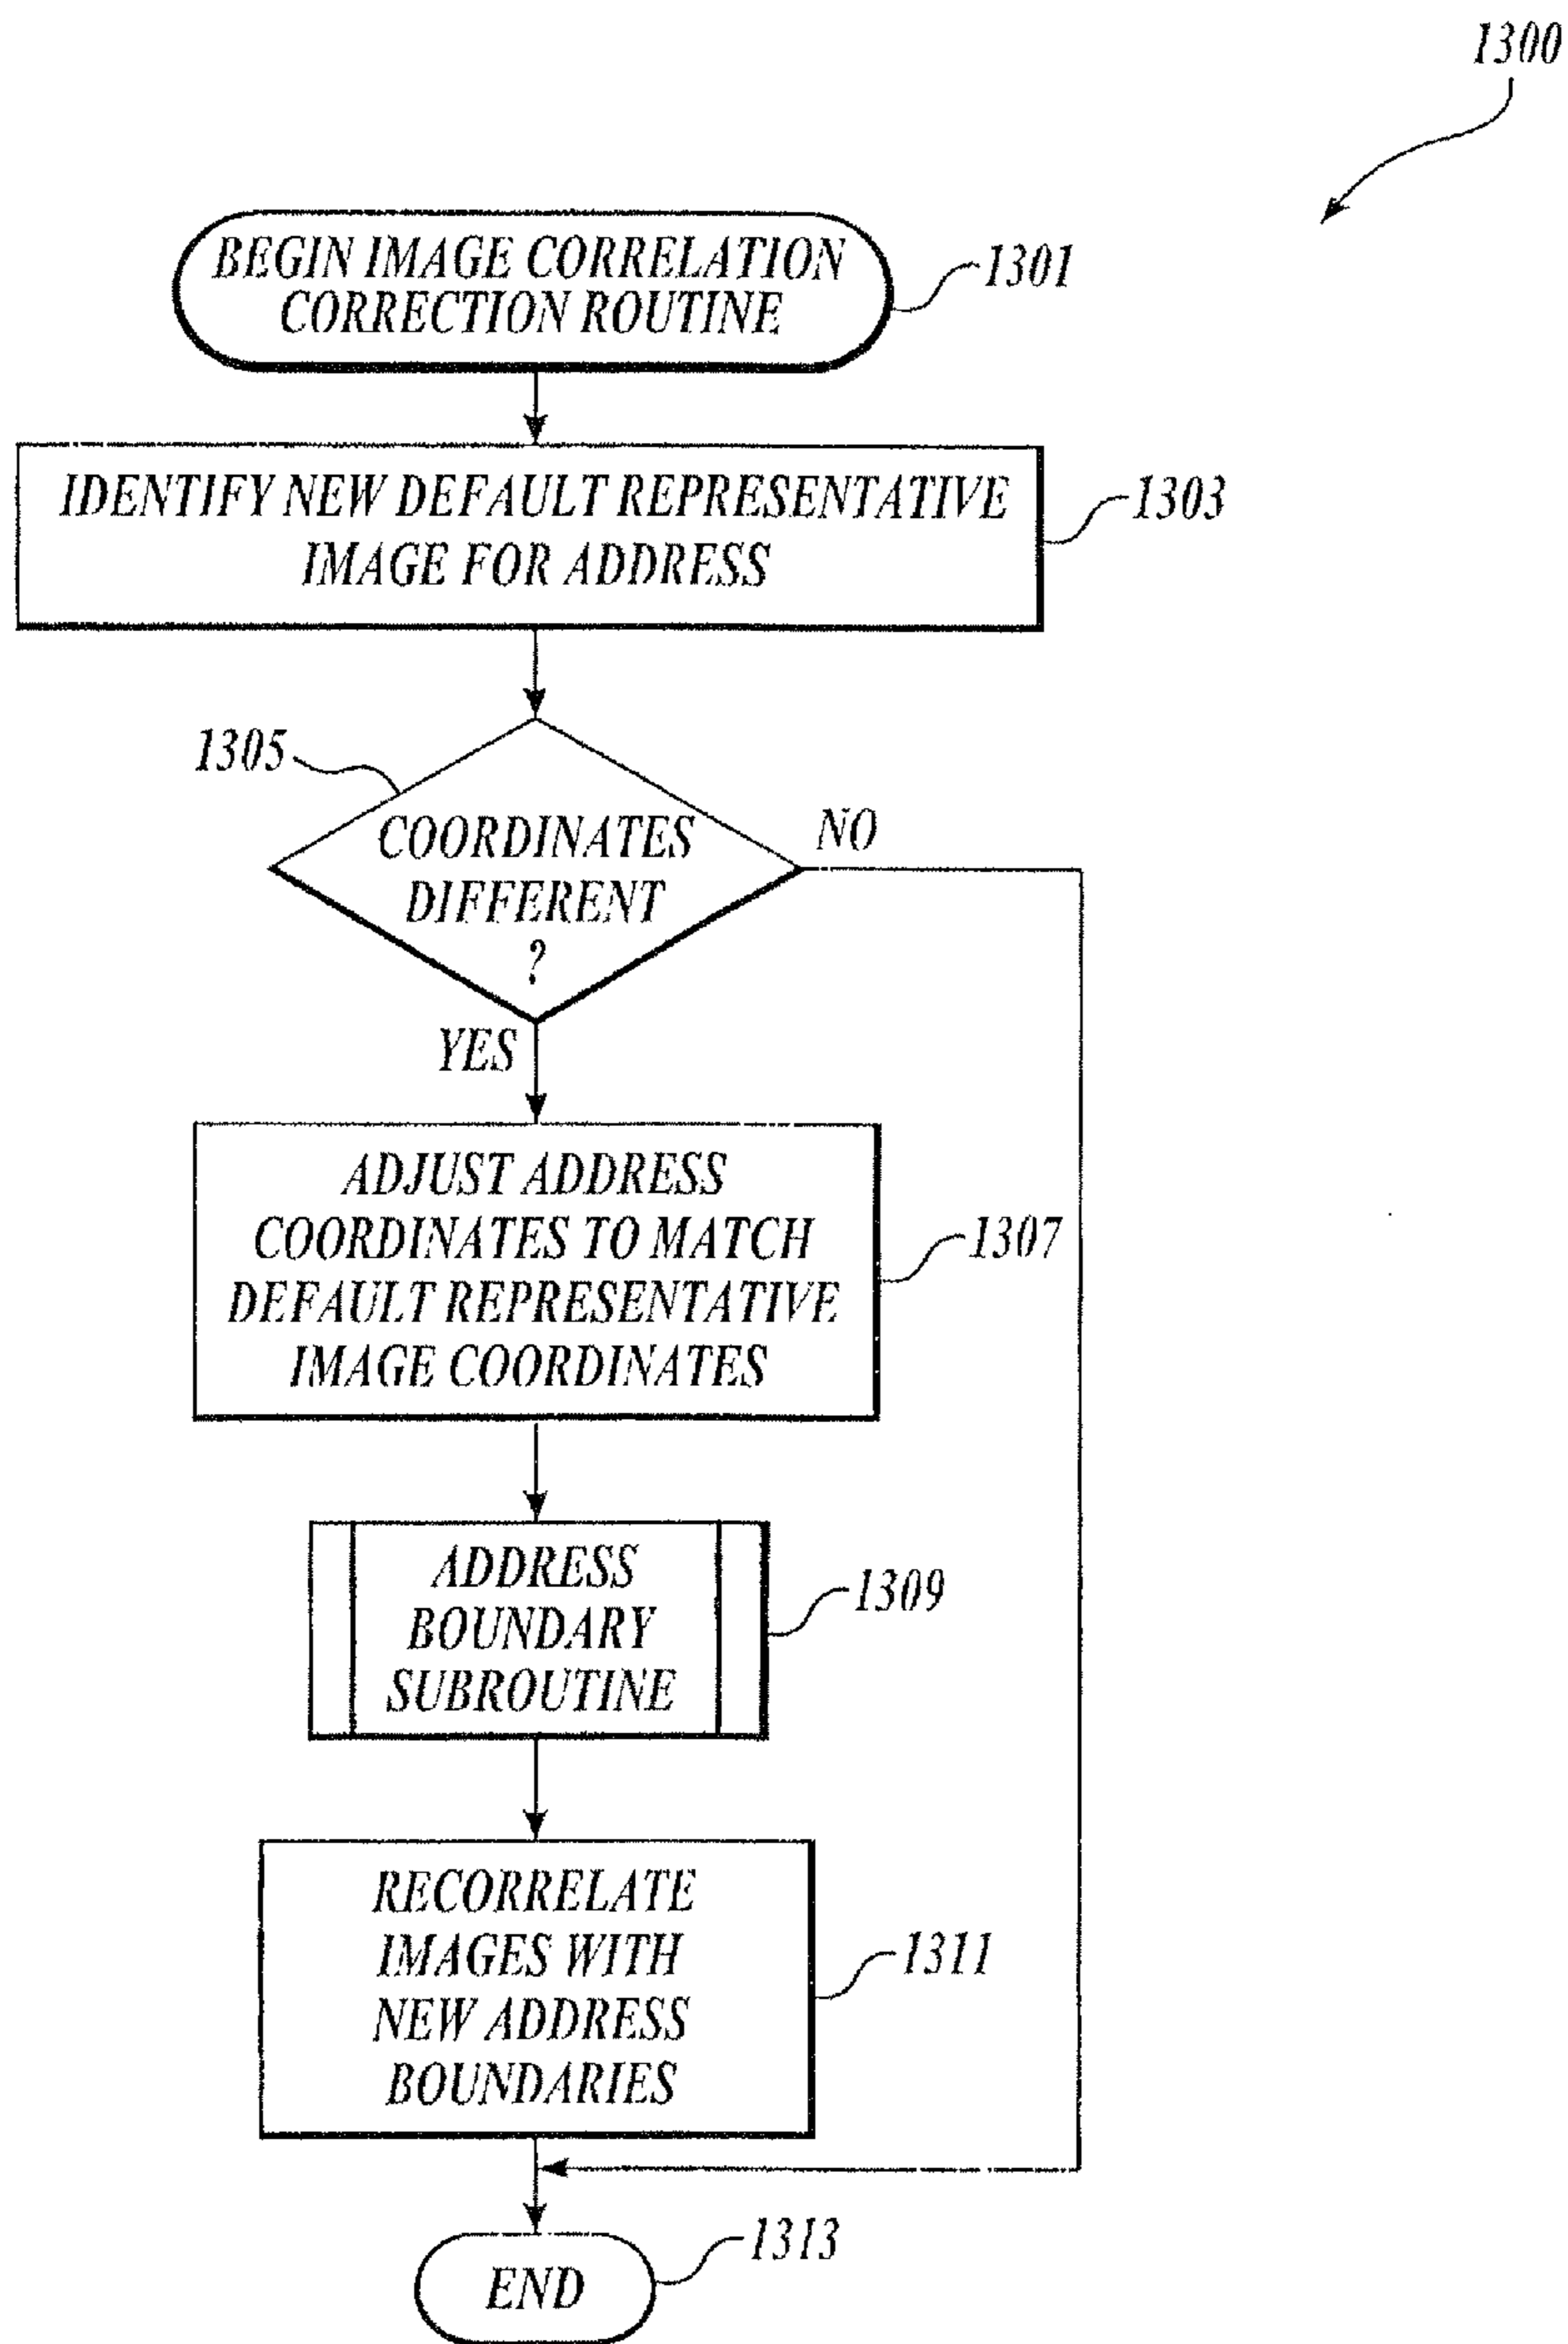 1300
BEGIN IMAGE CORRELATION
CORRECTION ROUTINE
1301
IDENTIFY NEW DEFAULT REPRESENTATIVE
IMAGE FOR ADDRESS
1303
1305
COORDINATES
DIFFERENT
?
NO
YES
ADJUST ADDRESS
COORDINATES TO MATCH
DEFAULT REPRESENTATIVE
IMAGE COORDINATES
1307
ADDRESS
BOUNDARY
SUBROUTINE
1309
RECORRELATE
IMAGES WITH
NEW ADDRESS
BOUNDARIES
1311
END
1313